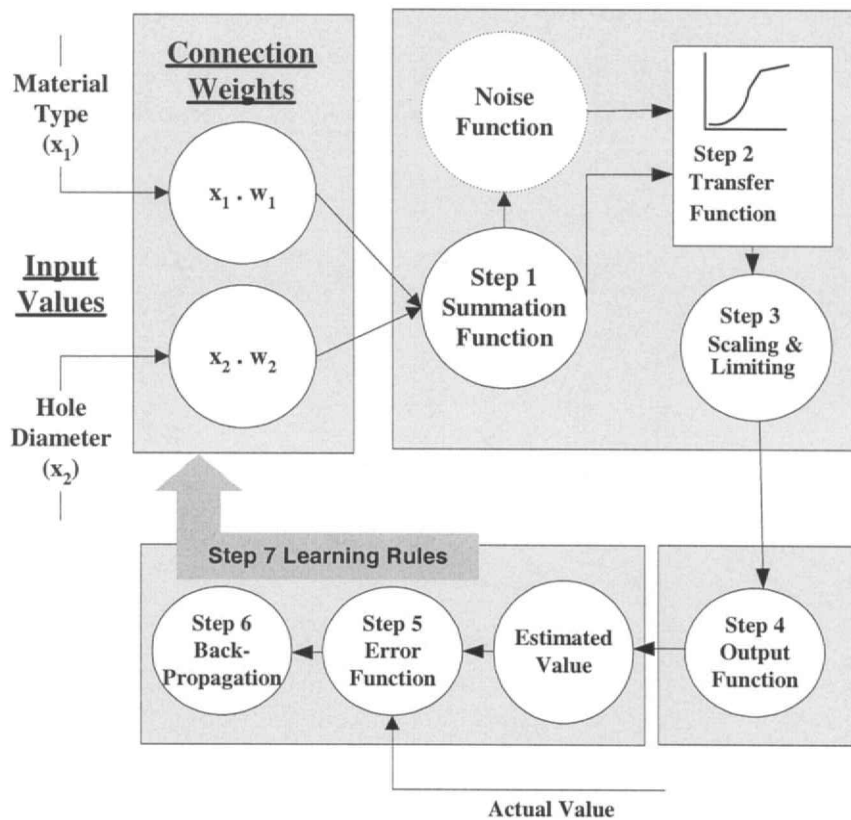 Connection
Weights
Material
Type
(x1)
x1 . w1
Input
Values
x2 . w2
Hole
Diameter
(x2)
Noise
Function
Step 2
Transfer
Function
Step 1
Summation
Function
Step 3
Scaling &
Limiting
Step 7 Learning Rules
Step 6
Back-
Propagation
Step 5
Error
Function
Estimated
Value
Step 4
Output
Function
Actual Value